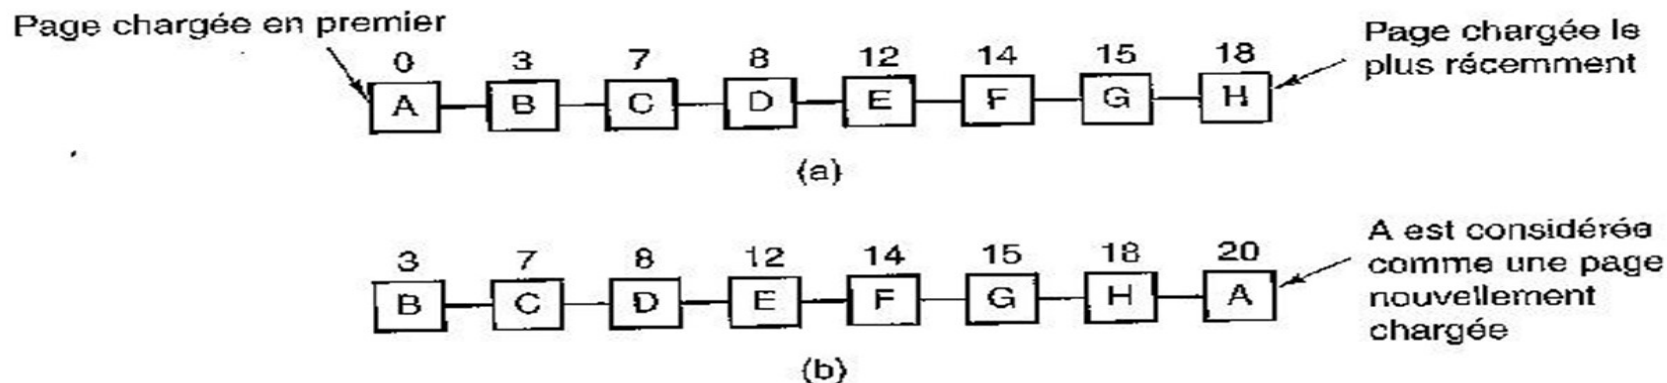 Page chargée en premier
0 3 7 8 12 14 15 18
A B C D E F G H
Page chargée le
plus récemment
(a)
3 7 8 12 14 15 18 20
B C D E F G H A
A est considérée
comme une page
nouvellement
chargée
(b)